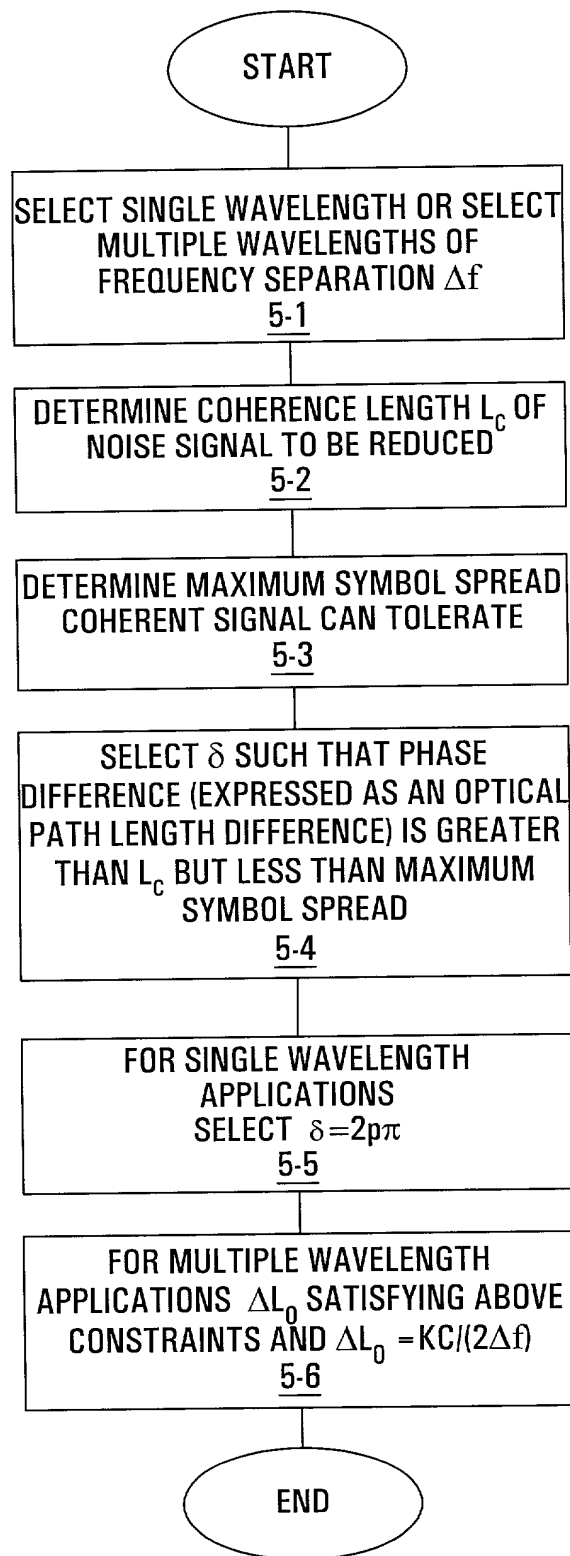 START
SELECT SINGLE WAVELENGTH OR SELECT
MULTIPLE WAVELENGTHS OF
FREQUENCY SEPARATION Δf
5-1
DETERMINE COHERENCE LENGTH L_C OF
NOISE SIGNAL TO BE REDUCED
5-2
DETERMINE MAXIMUM SYMBOL SPREAD
COHERENT SIGNAL CAN TOLERATE
5-3
SELECT δ SUCH THAT PHASE
DIFFERENCE (EXPRESSED AS AN OPTICAL
PATH LENGTH DIFFERENCE) IS GREATER
THAN L_C BUT LESS THAN MAXIMUM
SYMBOL SPREAD
5-4
FOR SINGLE WAVELENGTH
APPLICATIONS
SELECT δ=2pπ
5-5
FOR MULTIPLE WAVELENGTH
APPLICATIONS ΔL_0 SATISFYING ABOVE
CONSTRAINTS AND ΔL_0 =KC/(2Δf)
5-6
END